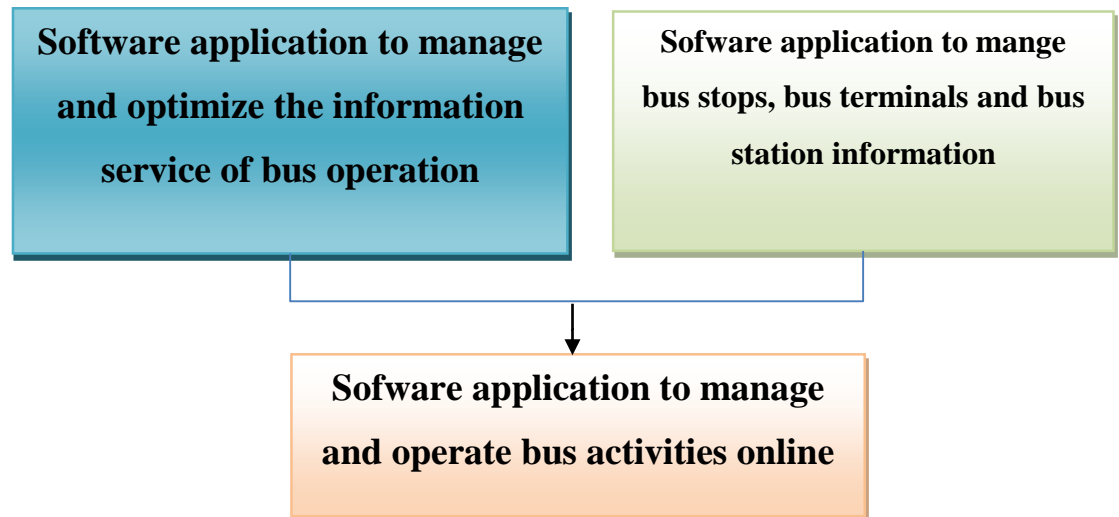 Software application to manage
and optimize the information
service of bus operation
Sofware application to mange
bus stops, bus terminals and bus
station information
Sofware application to manage
and operate bus activities online